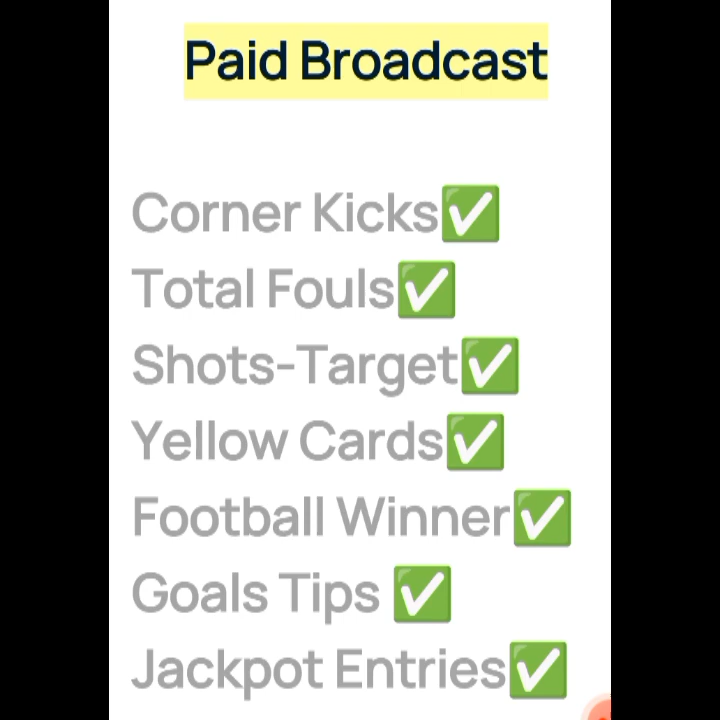 Paid Broadcast
Corner Kicks✅
Total Fouls✅
Shots-Target✅
Yellow Cards✅
Football Winner✅
Goals Tips ✅
Jackpot Entries✅